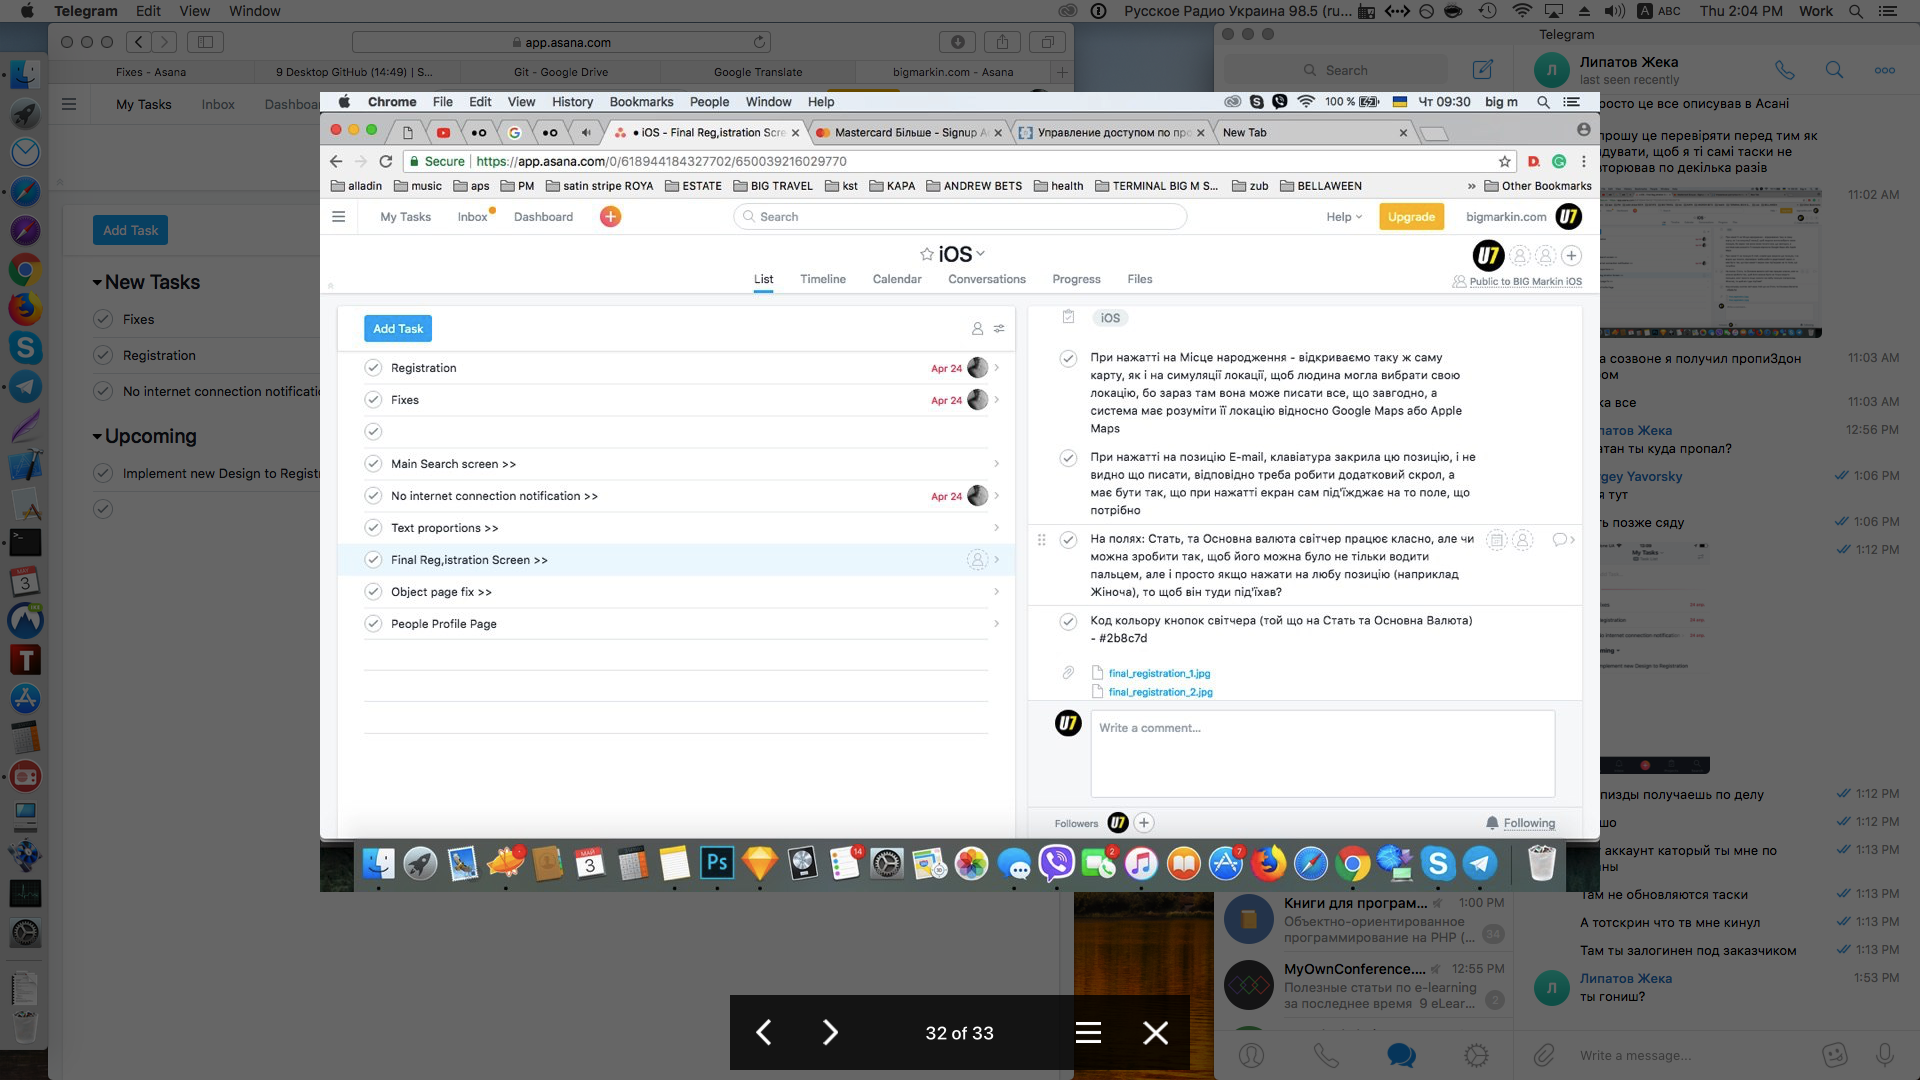 Telegram Edit View Window
Русское Радио Украина 98.5 (ru... A ABC Thu 2:04 PM Work
app.asana.com
Fixes - Asana
9 Desktop GitHub (14:49) | S...
Git - Google Drive
Google Translate
bigmarkin.com - Asana
My Tasks Inbox
Add Task
New Tasks
Fixes
Registration
No internet connection
Upcoming
Implement new Design to
Chrome File Edit View History Bookmarks People Window Help
100 % Чт 09:30 big m
• iOS - Final Reg,istration Scre
Mastercard Більше - Signup A
Управление доступом по про
New Tab
Secure https://app.asana.com/0/618944184327702/650039216029770
alladin music aps PM satin stripe ROYA ESTATE BIG TRAVEL kst KAPA ANDREW BETS health TERMINAL BIG M S... zub BELLAWEEN » Other Bookmarks
My Tasks Inbox Dashboard Search Help Upgrade bigmarkin.com U7
iOS
List Timeline Calendar Conversations Progress Files
U7
Public to BIG Markin iOS
Add Task
Registration Apr 24
Fixes Apr 24
Main Search screen >>
No internet connection notification >> Apr 24
Text proportions >>
Final Reg,istration Screen >>
Object page fix >>
People Profile Page
iOS
При нажатті на Місце народження - відкриваємо таку ж саму
карту, як і на симуляції локації, щоб людина могла вибрати свою
локацію, бо зараз там вона може писати все, що завгодно, а
система має розуміти її локацію відносно Google Maps або Apple
Maps
При нажатті на позицію E-mail, клавіатура закрила цю позицію, і не
видно що писати, відповідно треба робити додатковий скрол, а
має бути так, що при нажатті екран сам під'їжджає на то поле, що
потрібно
На полях: Стать, та Основна валюта світчер працює класно, але чи
можна зробити так, щоб його можна було не тільки водити
пальцем, але і просто якщо нажати на любу позицію (наприклад
Жіноча), то щоб він туди під'їхав?
Код кольору кнопок світчера (той що на Стать та Основна Валюта)
- #2b8c7d
final_registration_1.jpg
final_registration_2.jpg
U7
Write a comment...
Followers U7 Following
Telegram
Search
Л
Липатов Жека
last seen recently
це все описував в Асані
прошу це перевіряти перед тим як
щоб я ті самі таски не
по декілька разів
11:02 AM
созвоне я получил пропиЗдон
11:03 AM
все
11:03 AM
Жека
12:56 PM
ты куда пропал?
Yavorsky
1:06 PM
тут
позже сяду
1:06 PM
1:12 PM
получаешь по делу
1:12 PM
1:12 PM
аккаунт каторый ты мне по
1:13 PM
Там не обновляются таски
1:13 PM
А тотскрин что тв мне кинул
1:13 PM
Там ты залогинен под заказчиком
1:13 PM
Липатов Жека
1:53 PM
Л
ты гониш?
Книги для програм... 1:00 PM
Объектно-ориентированное
программирование на PHP (... 34
MyOwnConference.... 12:55 PM
Полезные статьи по e-learning
за последнее время 9 eLear... 2
Write a message...
32 of 33